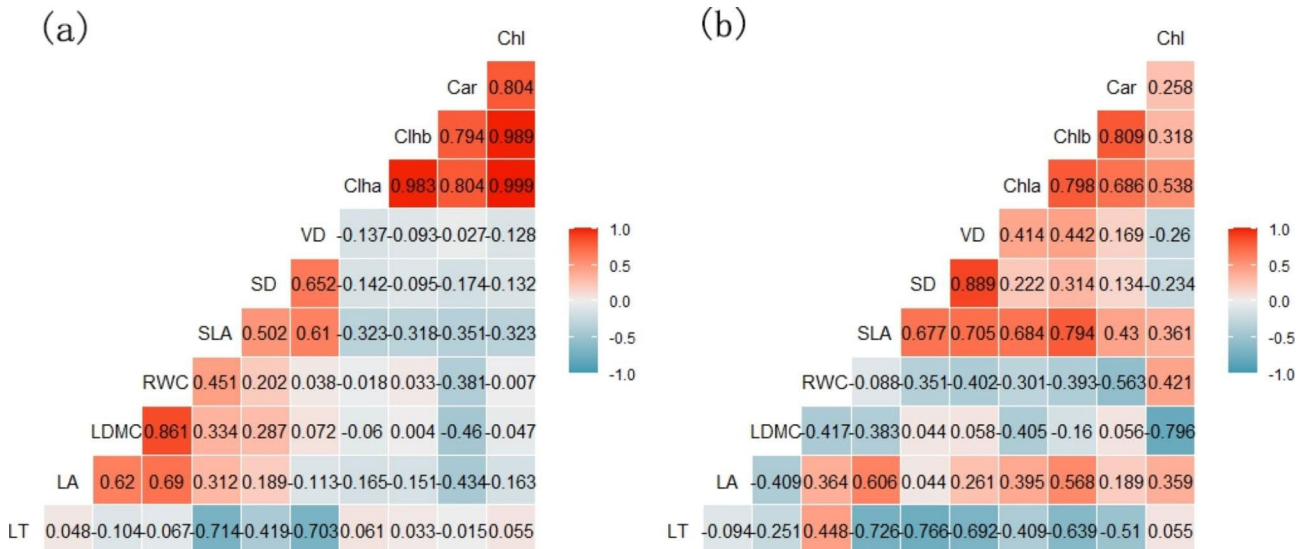 (a)
Chl
Car 0.804
Clhb 0.794 0.989
Clha 0.983 0.804 0.999
VD -0.137 -0.093 -0.027 -0.128
SD 0.652 -0.142 -0.095 -0.174 -0.132
SLA 0.502 0.61 -0.323 -0.318 -0.351 -0.323
RWC 0.451 0.202 0.038 -0.018 0.033 -0.381 -0.007
LDMC 0.861 0.334 0.287 0.072 -0.06 0.004 -0.46 -0.047
LA 0.62 0.69 0.312 0.189 -0.113 -0.165 -0.151 -0.434 -0.163
LT 0.048 -0.104 -0.067 -0.714 -0.419 -0.703 0.061 0.033 -0.015 0.055
1.0
0.5
0.0
-0.5
-1.0
(b)
Chl
Car 0.258
Chlb 0.809 0.318
Chla 0.798 0.686 0.538
VD 0.414 0.442 0.169 -0.26
SD 0.889 0.222 0.314 0.134 -0.234
SLA 0.677 0.705 0.684 0.794 0.43 0.361
RWC -0.088 -0.351 -0.402 -0.301 -0.393 -0.563 0.421
LDMC -0.417 -0.383 0.044 0.058 -0.405 -0.16 0.056 -0.796
LA -0.409 0.364 0.606 0.044 0.261 0.395 0.568 0.189 0.359
LT -0.094 -0.251 0.448 -0.726 -0.766 -0.692 -0.409 -0.639 -0.51 0.055
1.0
0.5
0.0
-0.5
-1.0